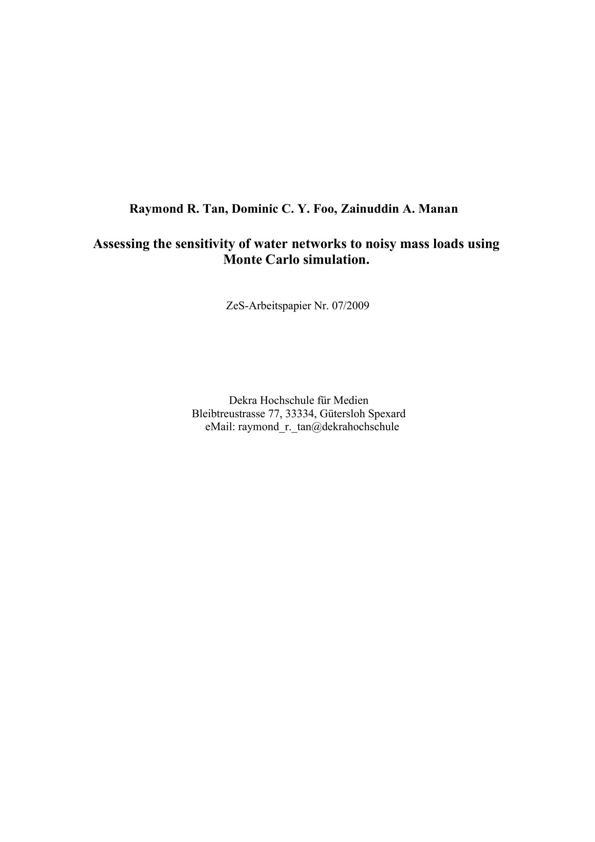 Raymond R. Tan, Dominic C. Y. Foo, Zainuddin A. Manan
Assessing the sensitivity of water networks to noisy mass loads using
Monte Carlo simulation.
ZeS-Arbeitspapier Nr. 07/2009
Dekra Hochschule für Medien
Bleibtreustrasse 77, 33334, Gütersloh Spexard
eMail: raymond_r._tan@dekrahochschule